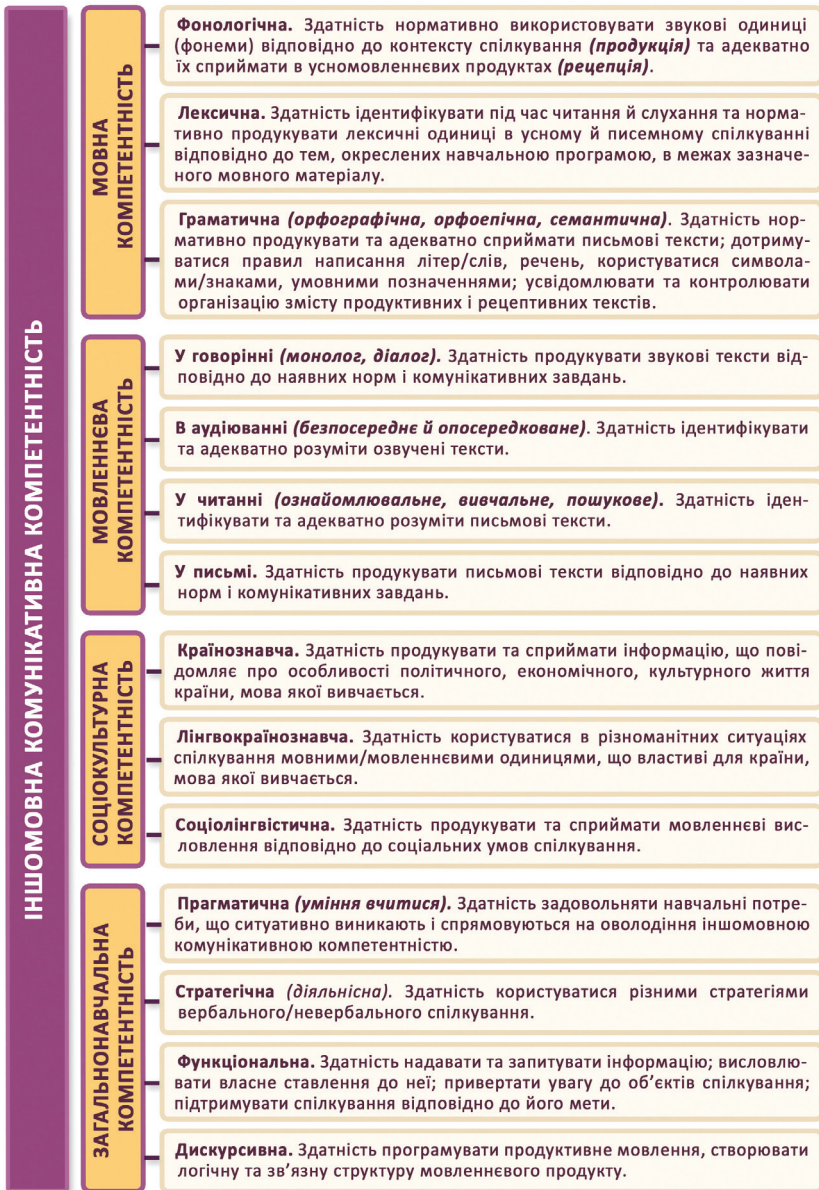 ІНШОМОВНА КОМУНІКАТИВНА КОМПЕТЕНТНІСТЬ
МОВНА
КОМПЕТЕНТНІСТЬ
Фонологічна. Здатність нормативно використовувати звукові одиниці
(фонеми) відповідно до контексту спілкування (продукція) та адекватно
їх сприймати в усномовленнєвих продуктах (рецепція).
Лексична. Здатність ідентифікувати під час читання й слухання та норма-
тивно продукувати лексичні одиниці в усному й писемному спілкуванні
відповідно до тем, окреслених навчальною програмою, в межах зазначе-
ного мовного матеріалу.
Граматична (орфографічна, орфоепічна, семантична). Здатність нор-
мативно продукувати та адекватно сприймати письмові тексти; дотриму-
ватися правил написання літер/слів, речень, користуватися символа-
ми/знаками, умовними позначеннями; усвідомлювати та контролювати
організацію змісту продуктивних і рецептивних текстів.
МОВЛЕННЄВА
КОМПЕТЕНТНІСТЬ
У говорінні (монолог, діалог). Здатність продукувати звукові тексти від-
повідно до наявних норм і комунікативних завдань.
В аудіюванні (безпосереднє й опосередковане). Здатність ідентифікувати
та адекватно розуміти озвучені тексти.
У читанні (ознайомлювальне, вивчальне, пошукове). Здатність іден-
тифікувати та адекватно розуміти письмові тексти.
У письмі. Здатність продукувати письмові тексти відповідно до наявних
норм і комунікативних завдань.
СОЦІОКУЛЬТУРНА
КОМПЕТЕНТНІСТЬ
Країнознавча. Здатність продукувати та сприймати інформацію, що пові-
домляє про особливості політичного, економічного, культурного життя
країни, мова якої вивчається.
Лінгвокраїнознавча. Здатність користуватися в різноманітних ситуаціях
спілкування мовними/мовленнєвими одиницями, що властиві для країни,
мова якої вивчається.
Соціолінгвістична. Здатність продукувати та сприймати мовленнєві вис-
ловлення відповідно до соціальних умов спілкування.
ЗАГАЛЬНОНАВЧАЛЬНА
КОМПЕТЕНТНІСТЬ
Прагматична (уміння вчитися). Здатність задовольняти навчальні потре-
би, що ситуативно виникають і спрямовуються на оволодіння іншомовною
комунікативною компетентністю.
Стратегічна (діяльнісна). Здатність користуватися різними стратегіями
вербального/невербального спілкування.
Функціональна. Здатність надавати та запитувати інформацію; висловлю-
вати власне ставлення до неї; привертати увагу до об’єктів спілкування;
підтримувати спілкування відповідно до його мети.
Дискурсивна. Здатність програмувати продуктивне мовлення, створювати
логічну та зв’язну структуру мовленнєвого продукту.